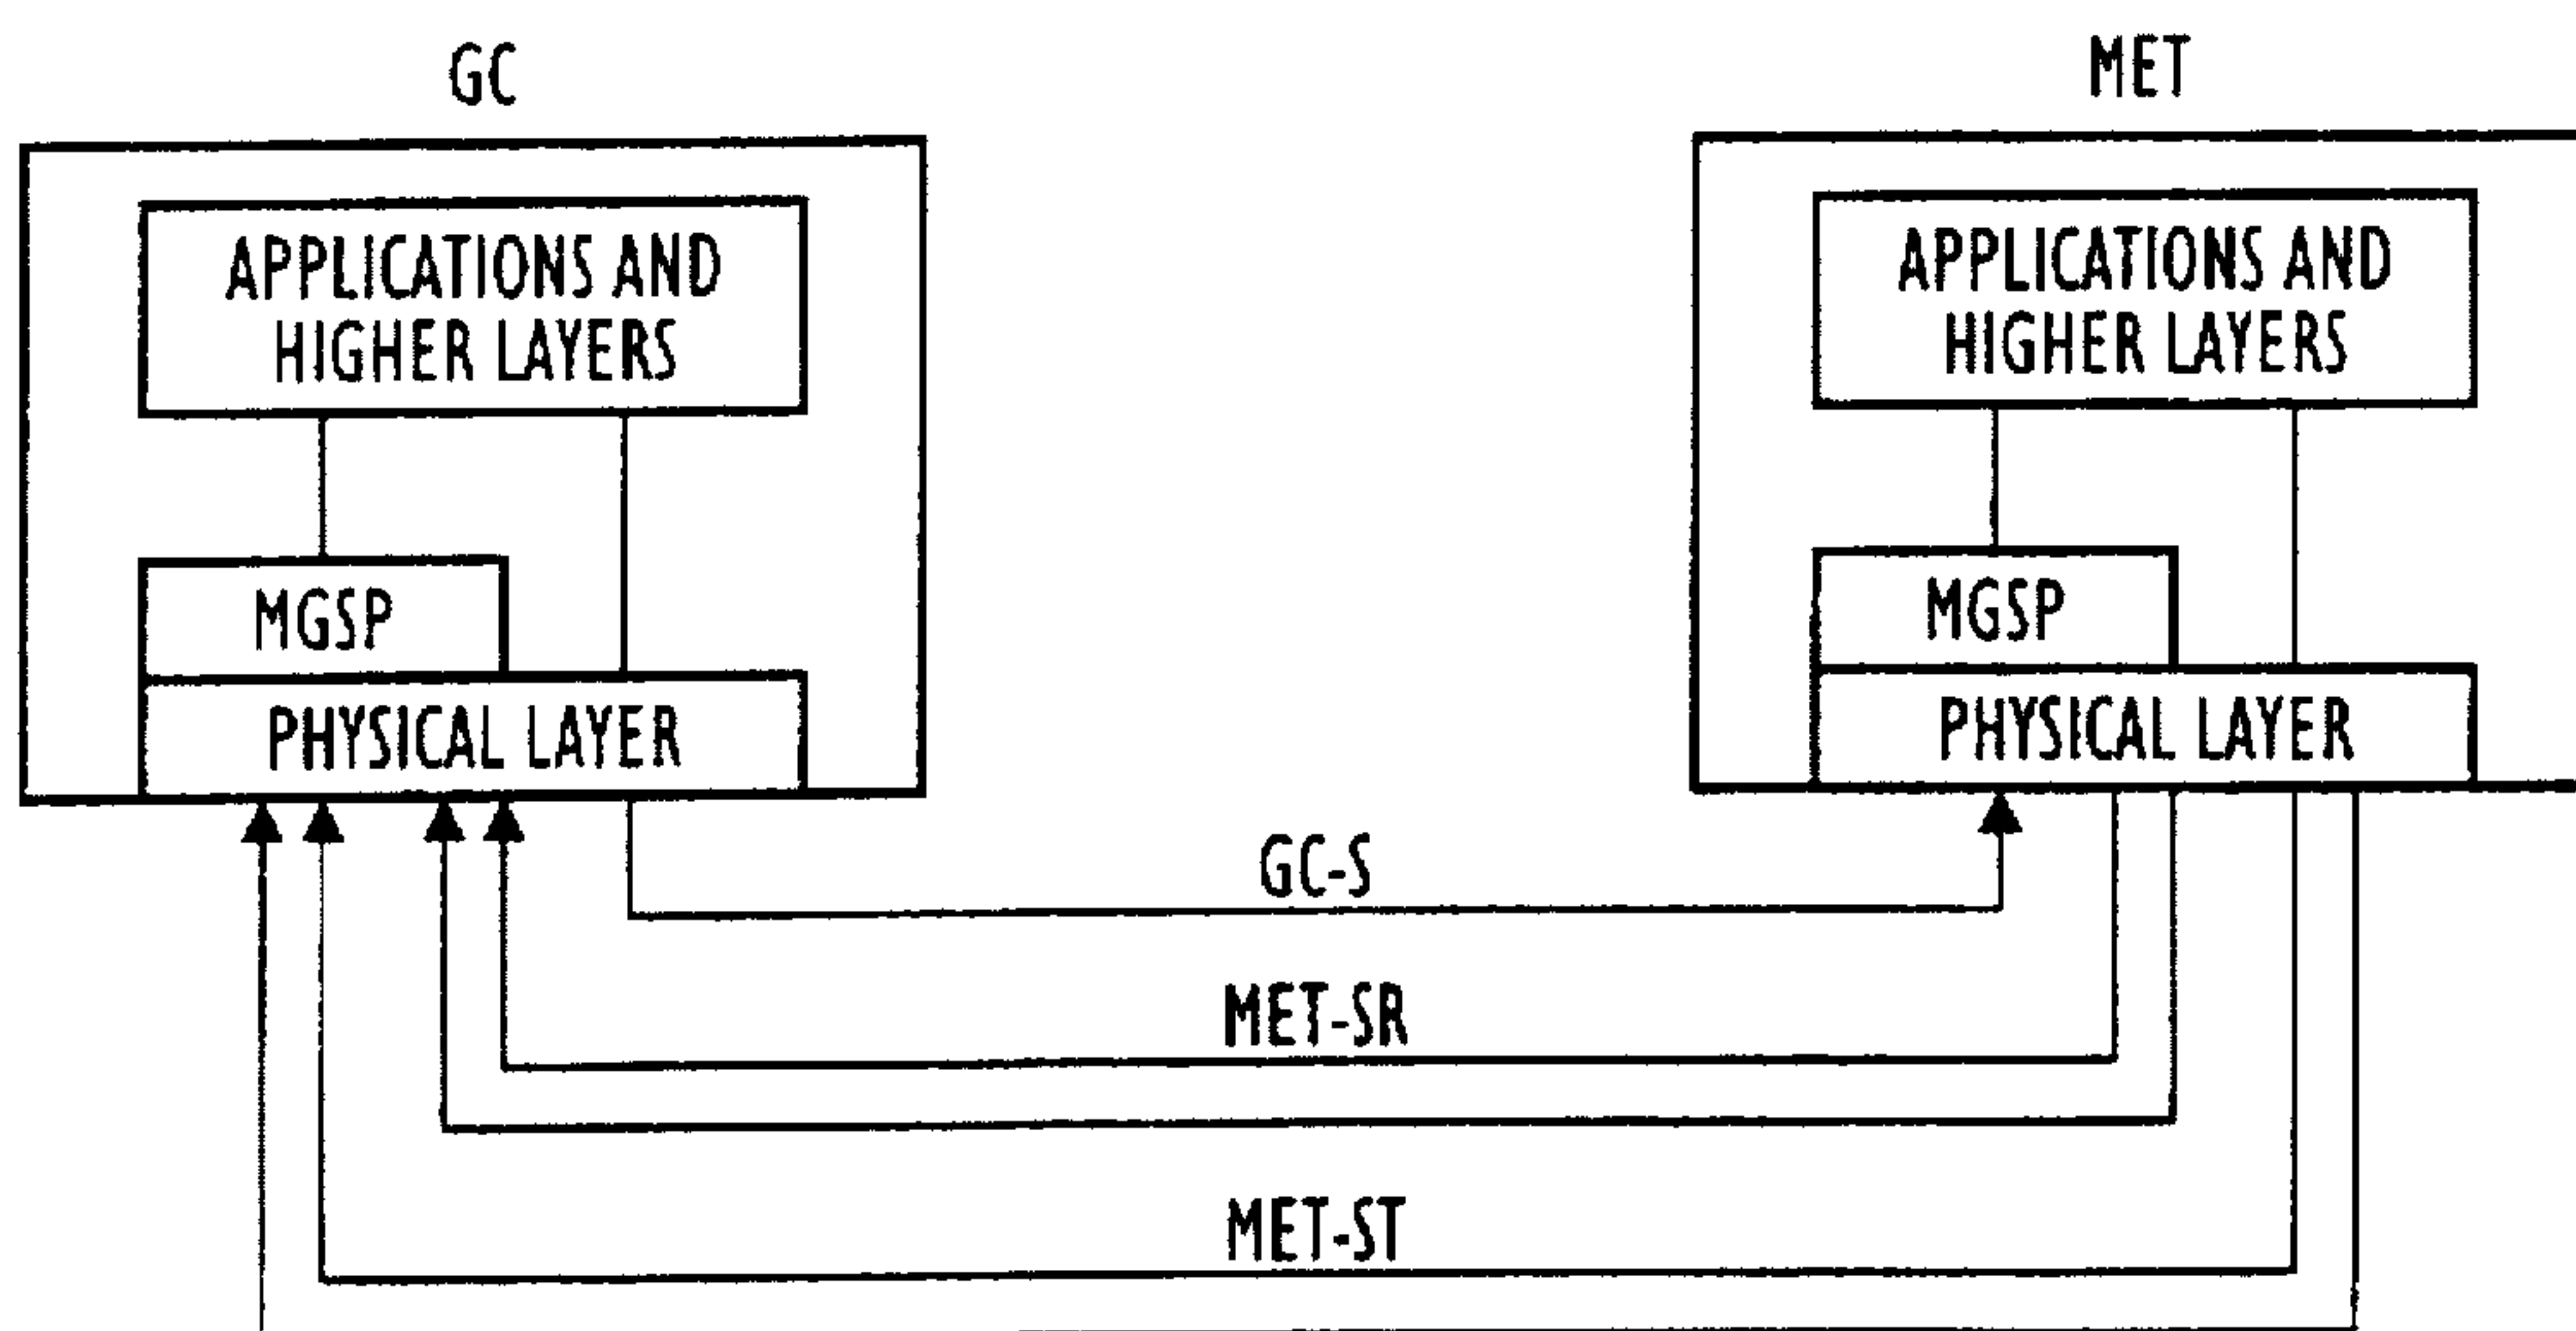 GC
MET
APPLICATIONS AND
HIGHER LAYERS
APPLICATIONS AND
HIGHER LAYERS
MGSP
MGSP
PHYSICAL LAYER
PHYSICAL LAYER
GC-S
MET-SR
MET-ST